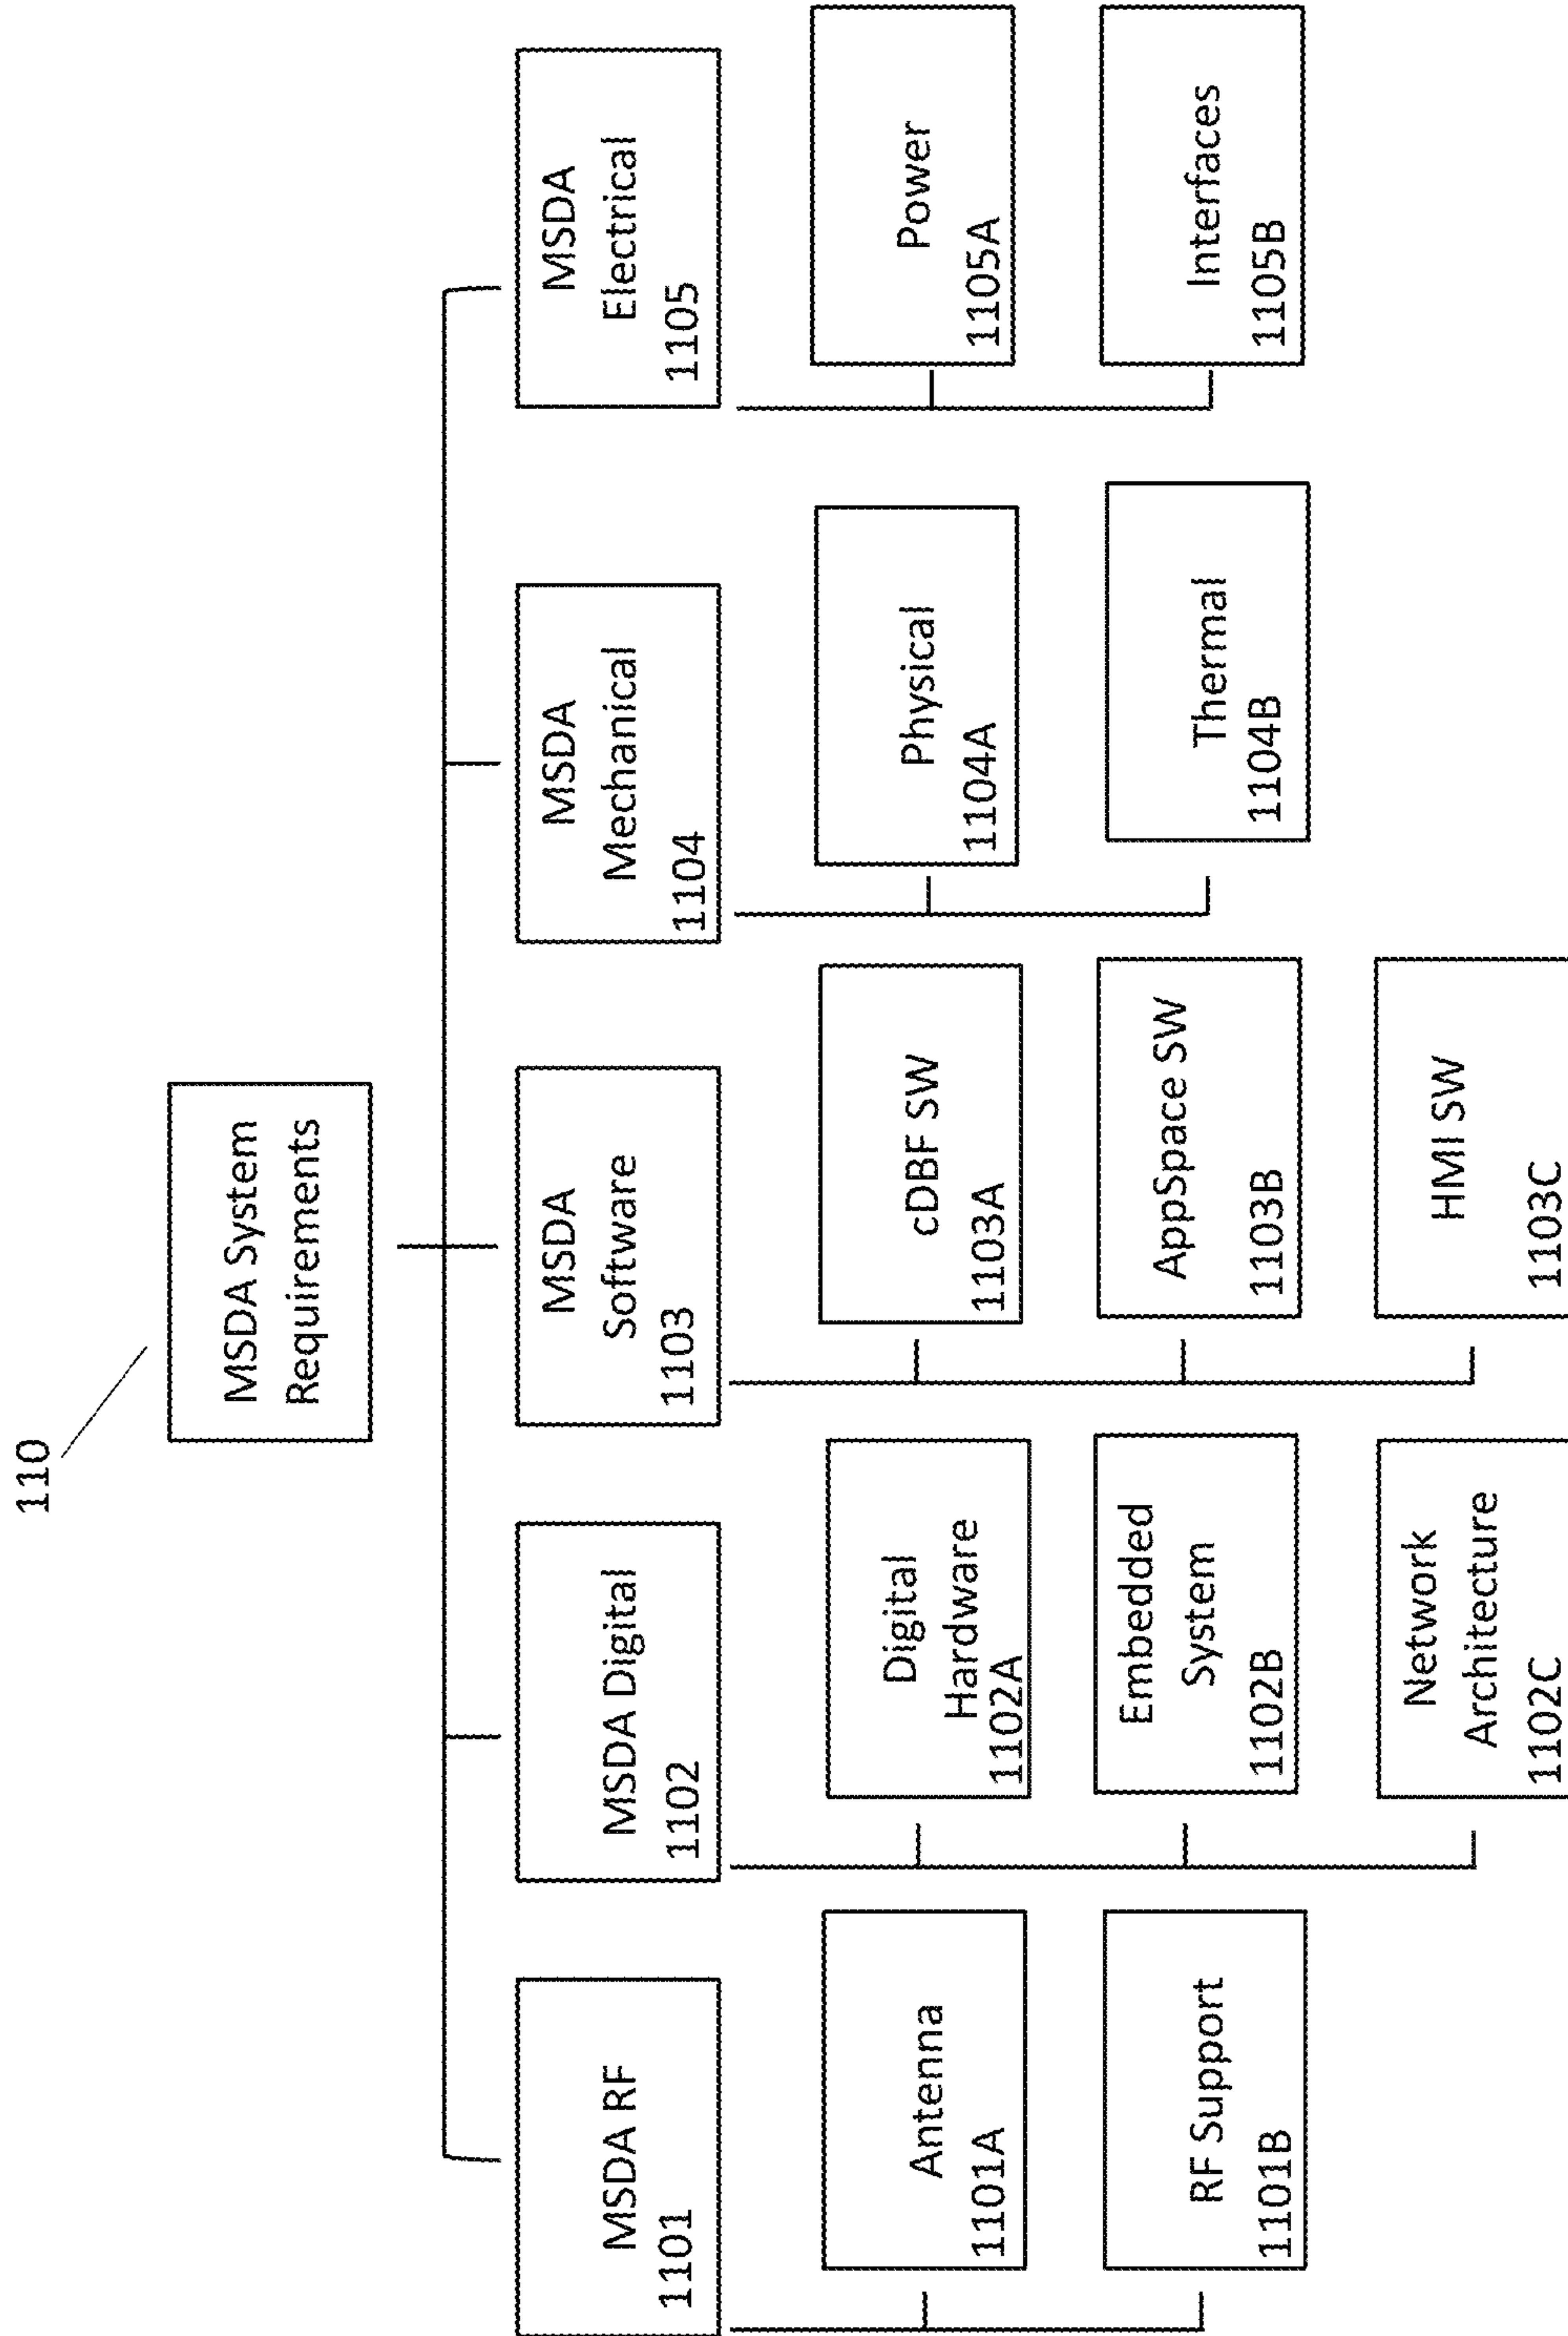 110
MSDA System
Requirements
MSDA RF
1101
Antenna
1101A
RF Support
1101B
MSDA Digital
1102
Digital
Hardware
1102A
Embedded
System
1102B
Network
Architecture
1102C
MSDA
Software
1103
cDBF SW
1103A
AppSpace SW
1103B
HMI SW
1103C
MSDA
Mechanical
1104
Physical
1104A
Thermal
1104B
MSDA
Electrical
1105
Power
1105A
Interfaces
1105B